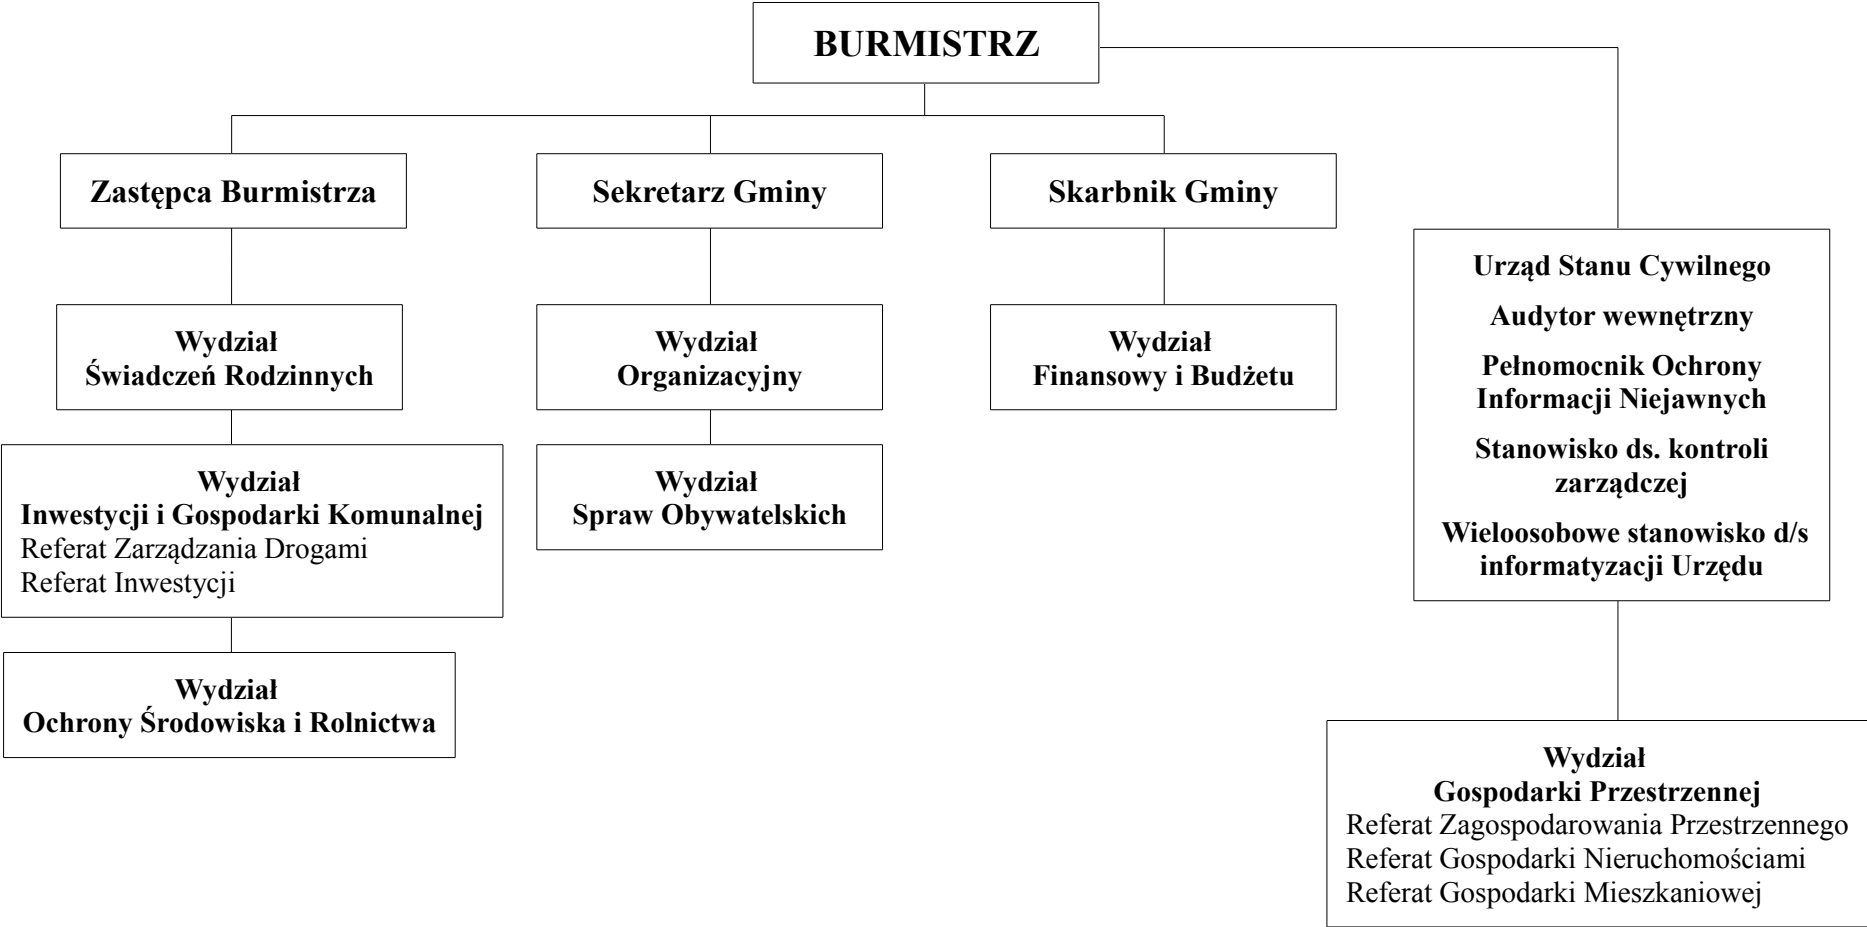 BURMISTRZ
Zastępca Burmistrza
Sekretarz Gminy
Skarbnik Gminy
Wydział
Świadczeń Rodzinnych
Wydział
Organizacyjny
Wydział
Finansowy i Budżetu
Urząd Stanu Cywilnego
Audytor wewnętrzny
Pełnomocnik Ochrony
Informacji Niejawnych
Stanowisko ds. kontroli
zarządczej
Wieloosobowe stanowisko d/s
informatyzacji Urzędu
Wydział
Inwestycji i Gospodarki Komunalnej
Referat Zarządzania Drogami
Referat Inwestycji
Wydział
Spraw Obywatelskich
Wydział
Ochrony Środowiska i Rolnictwa
Wydział
Gospodarki Przestrzennej
Referat Zagospodarowania Przestrzennego
Referat Gospodarki Nieruchomościami
Referat Gospodarki Mieszkaniowej